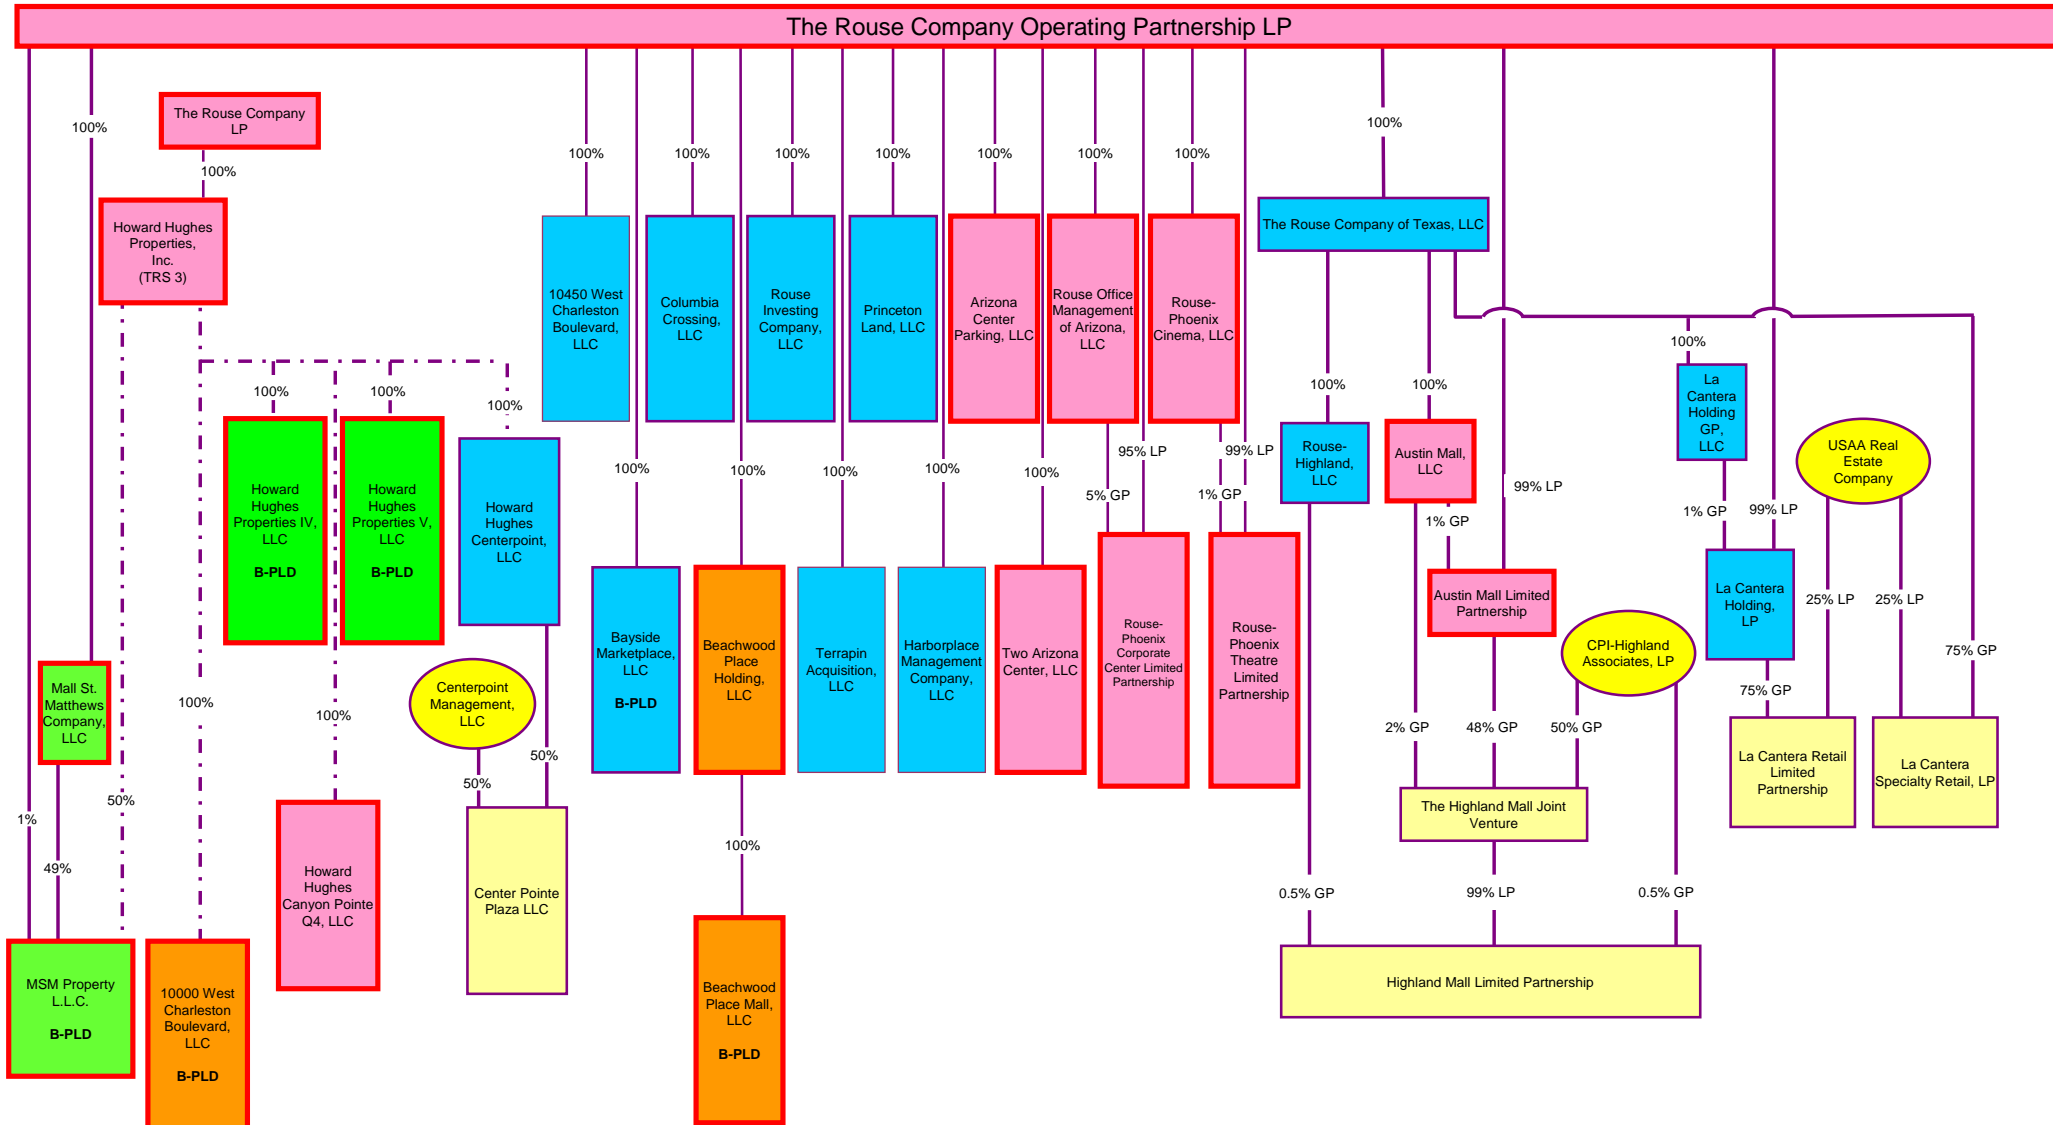 The Rouse Company Operating Partnership LP
The Rouse Company
LP
100%
100%
100%
Howard Hughes
Properties,
Inc.
(TRS 3)
100%
100%
100%
100%
100%
100%
100%
100%
The Rouse Company of Texas, LLC
10450 West
Charleston
Boulevard,
LLC
Columbia
Crossing,
LLC
Rouse
Investing
Company,
LLC
Princeton
Land, LLC
Arizona
Center
Parking, LLC
Rouse Office
Management
of Arizona,
LLC
Rouse-
Phoenix
Cinema, LLC
100%
100%
100%
100%
100%
100%
La
Cantera
Holding
GP,
LLC
Howard
Hughes
Properties IV,
LLC
B-PLD
Howard
Hughes
Properties V,
LLC
B-PLD
Howard
Hughes
Centerpoint,
LLC
100%
100%
100%
100%
100%
95% LP
99% LP
5% GP
1% GP
Rouse-
Highland,
LLC
Austin Mall,
LLC
99% LP
1% GP
1% GP
99% LP
USAA Real
Estate
Company
Bayside
Marketplace,
LLC
B-PLD
Beachwood
Place
Holding,
LLC
Terrapin
Acquisition,
LLC
Harborplace
Management
Company,
LLC
Two Arizona
Center, LLC
Rouse-
Phoenix
Corporate
Center Limited
Partnership
Rouse-
Phoenix
Theatre
Limited
Partnership
Austin Mall Limited
Partnership
CPI-Highland
Associates, LP
La Cantera
Holding,
LP
25% LP
25% LP
75% GP
Mall St.
Matthews
Company,
LLC
100%
100%
Centerpoint
Management,
LLC
50%
50%
2% GP
48% GP
50% GP
75% GP
La Cantera Retail
Limited
Partnership
La Cantera
Specialty Retail, LP
1%
50%
49%
Howard
Hughes
Canyon Pointe
Q4, LLC
Center Pointe
Plaza LLC
100%
The Highland Mall Joint
Venture
0.5% GP
99% LP
0.5% GP
MSM Property
L.L.C.
B-PLD
10000 West
Charleston
Boulevard,
LLC
B-PLD
Beachwood
Place Mall,
LLC
B-PLD
Highland Mall Limited Partnership